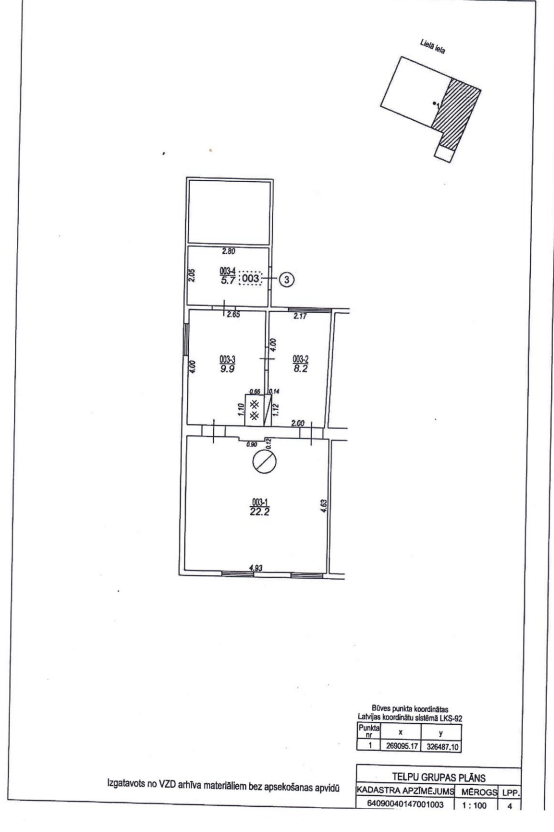 Lielā iela
1
2.80
2.05
003-4
5.7
003
3
2.65
2.17
4.00
4.00
003-3
9.9
003-2
8.2
0.66
0.14
1.10
1.12
2.00
0.90
0.12
003-1
22.2
4.63
4.93
Būves punkta koordinātas
Latvijas koordinātu sistēmā LKS-92
Punkta nr x y
1 269095.17 326487.10
Izgatavots no VZD arhīva materiāliem bez apsekošanas apvidū
TELPU GRUPAS PLĀNS
KADASTRA APZĪMĒJUMS MĒROGS LPP.
64090040147001003 1 : 100 4